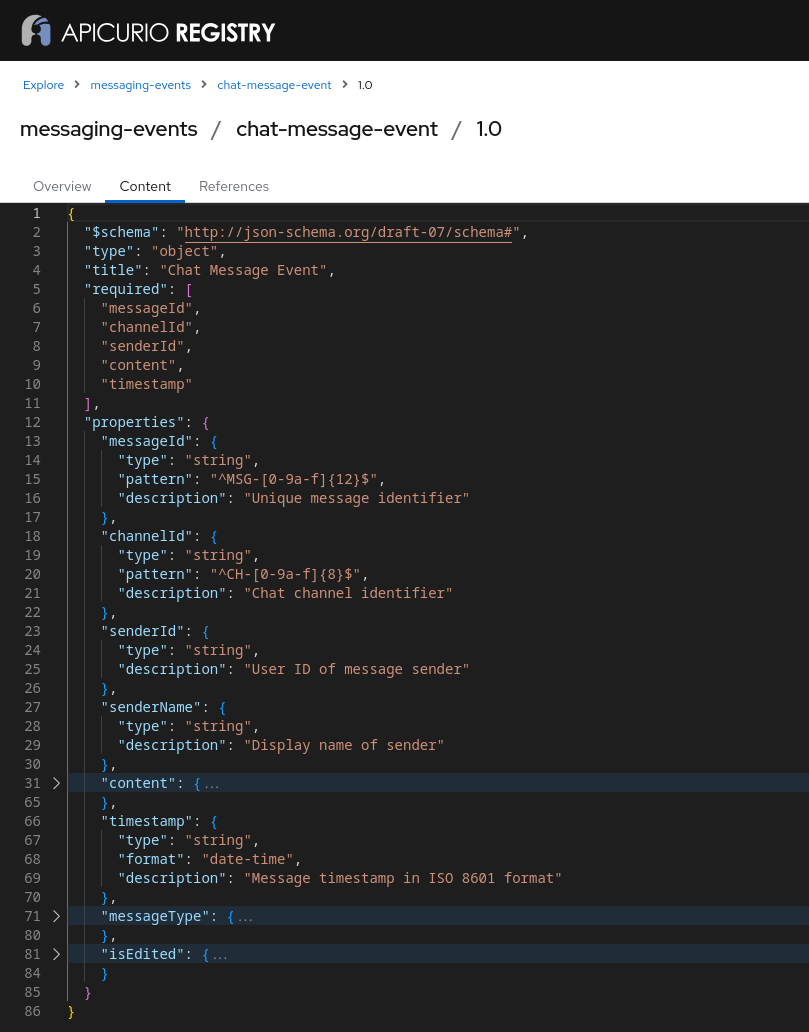 APICURIO REGISTRY
Explore > messaging-events > chat-message-event > 1.0
messaging-events / chat-message-event / 1.0
Overview Content References
1 {
2   "$schema": "http://json-schema.org/draft-07/schema#",
3   "type": "object",
4   "title": "Chat Message Event",
5   "required": [
6     "messageId",
7     "channelId",
8     "senderId",
9     "content",
10     "timestamp"
11   ],
12   "properties": {
13     "messageId": {
14       "type": "string",
15       "pattern": "^MSG-[0-9a-f]{12}$",
16       "description": "Unique message identifier"
17     },
18     "channelId": {
19       "type": "string",
20       "pattern": "^CH-[0-9a-f]{8}$",
21       "description": "Chat channel identifier"
22     },
23     "senderId": {
24       "type": "string",
25       "description": "User ID of message sender"
26     },
27     "senderName": {
28       "type": "string",
29       "description": "Display name of sender"
30     },
31 >   "content": {...
65     },
66     "timestamp": {
67       "type": "string",
68       "format": "date-time",
69       "description": "Message timestamp in ISO 8601 format"
70     },
71 >   "messageType": {...
80     },
81 >   "isEdited": {...
84     }
85   }
86 }